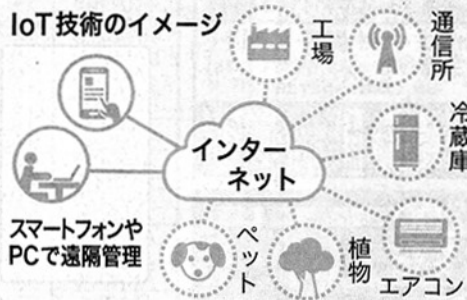 IoT技術のイメージ
工場
通信所
冷蔵庫
インター
ネット
スマートフォンや
PCで遠隔管理
ペット
植物
エアコン